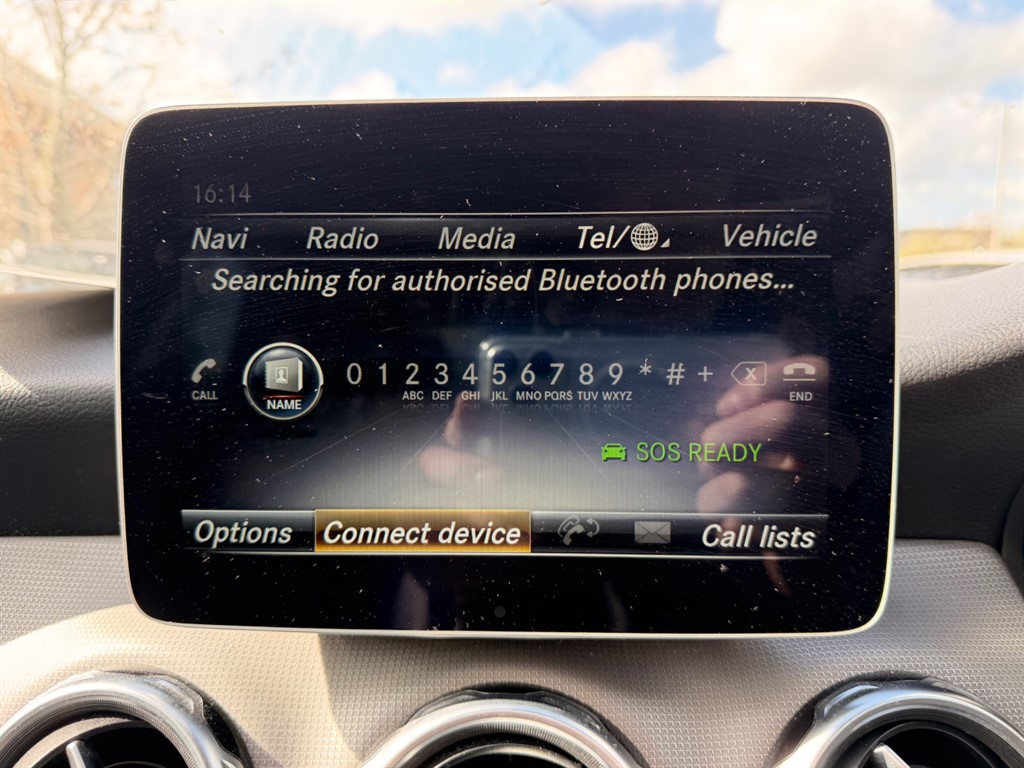 16:14
Navi Radio Media Tel/ Vehicle
Searching for authorised Bluetooth phones...
0 1 2 3 4 5 6 7 8 9 * # + X
CALL NAME ABC DEF GHI JKL MNO PQRS TUV WXYZ END
SOS READY
Options Connect device Call lists